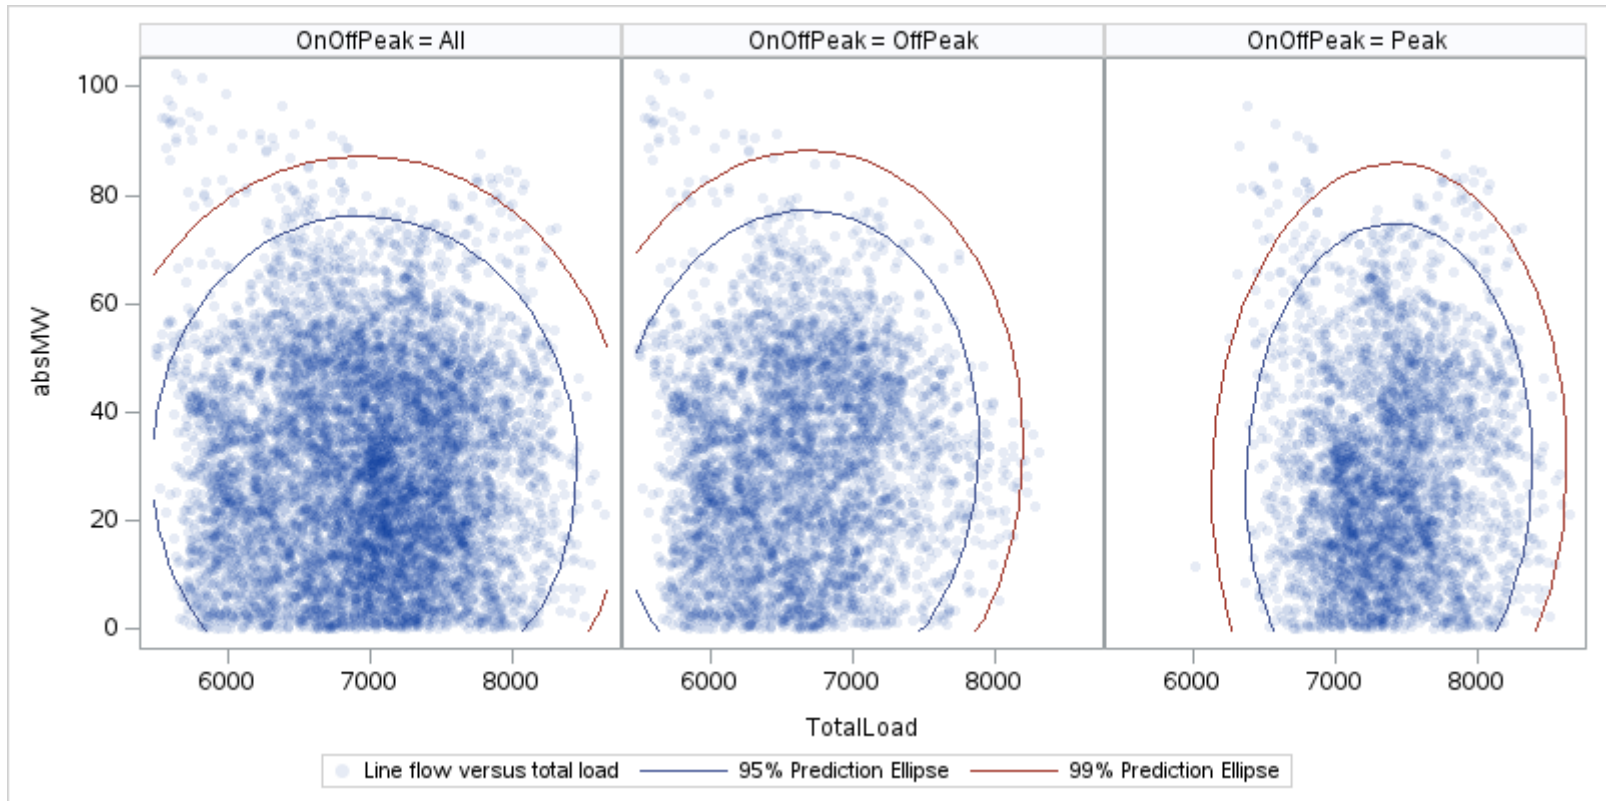 OnOffPeak = All OnOffPeak = OffPeak OnOffPeak = Peak
100
80
60
40
20
0
absMW
6000 7000 8000 6000 7000 8000 6000 7000 8000
TotalLoad
Line flow versus total load 95% Prediction Ellipse 99% Prediction Ellipse